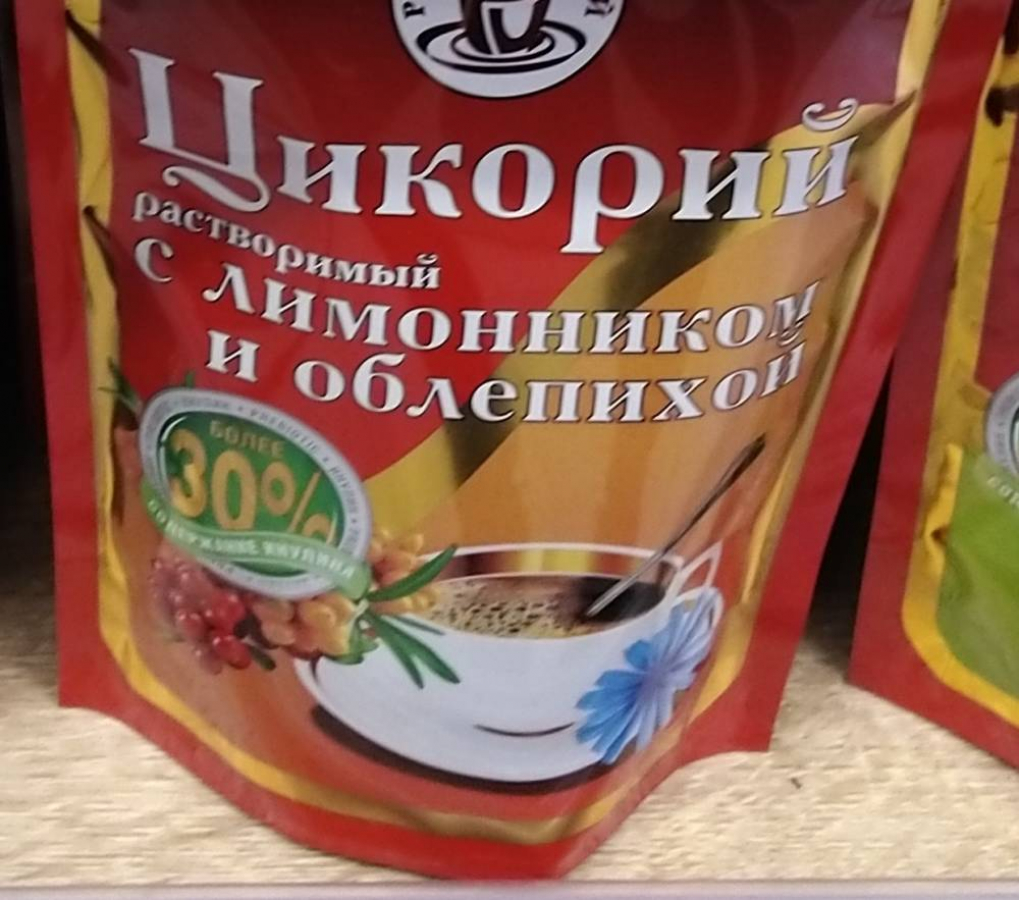 Цикорий
растворимый
с лимонником
и облепихой
БОЛЕЕ
30%
СОДЕРЖАНИЕ ИНУЛИНА